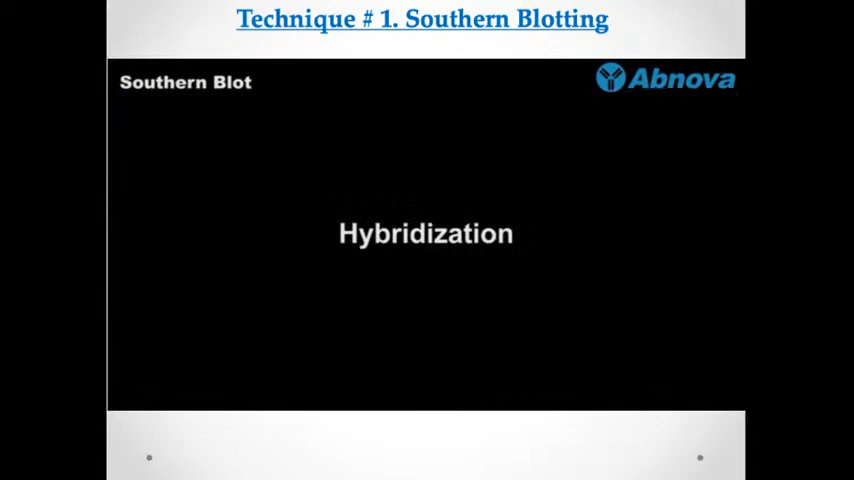 Technique # 1. Southern Blotting
Southern Blot
Abnova
Hybridization